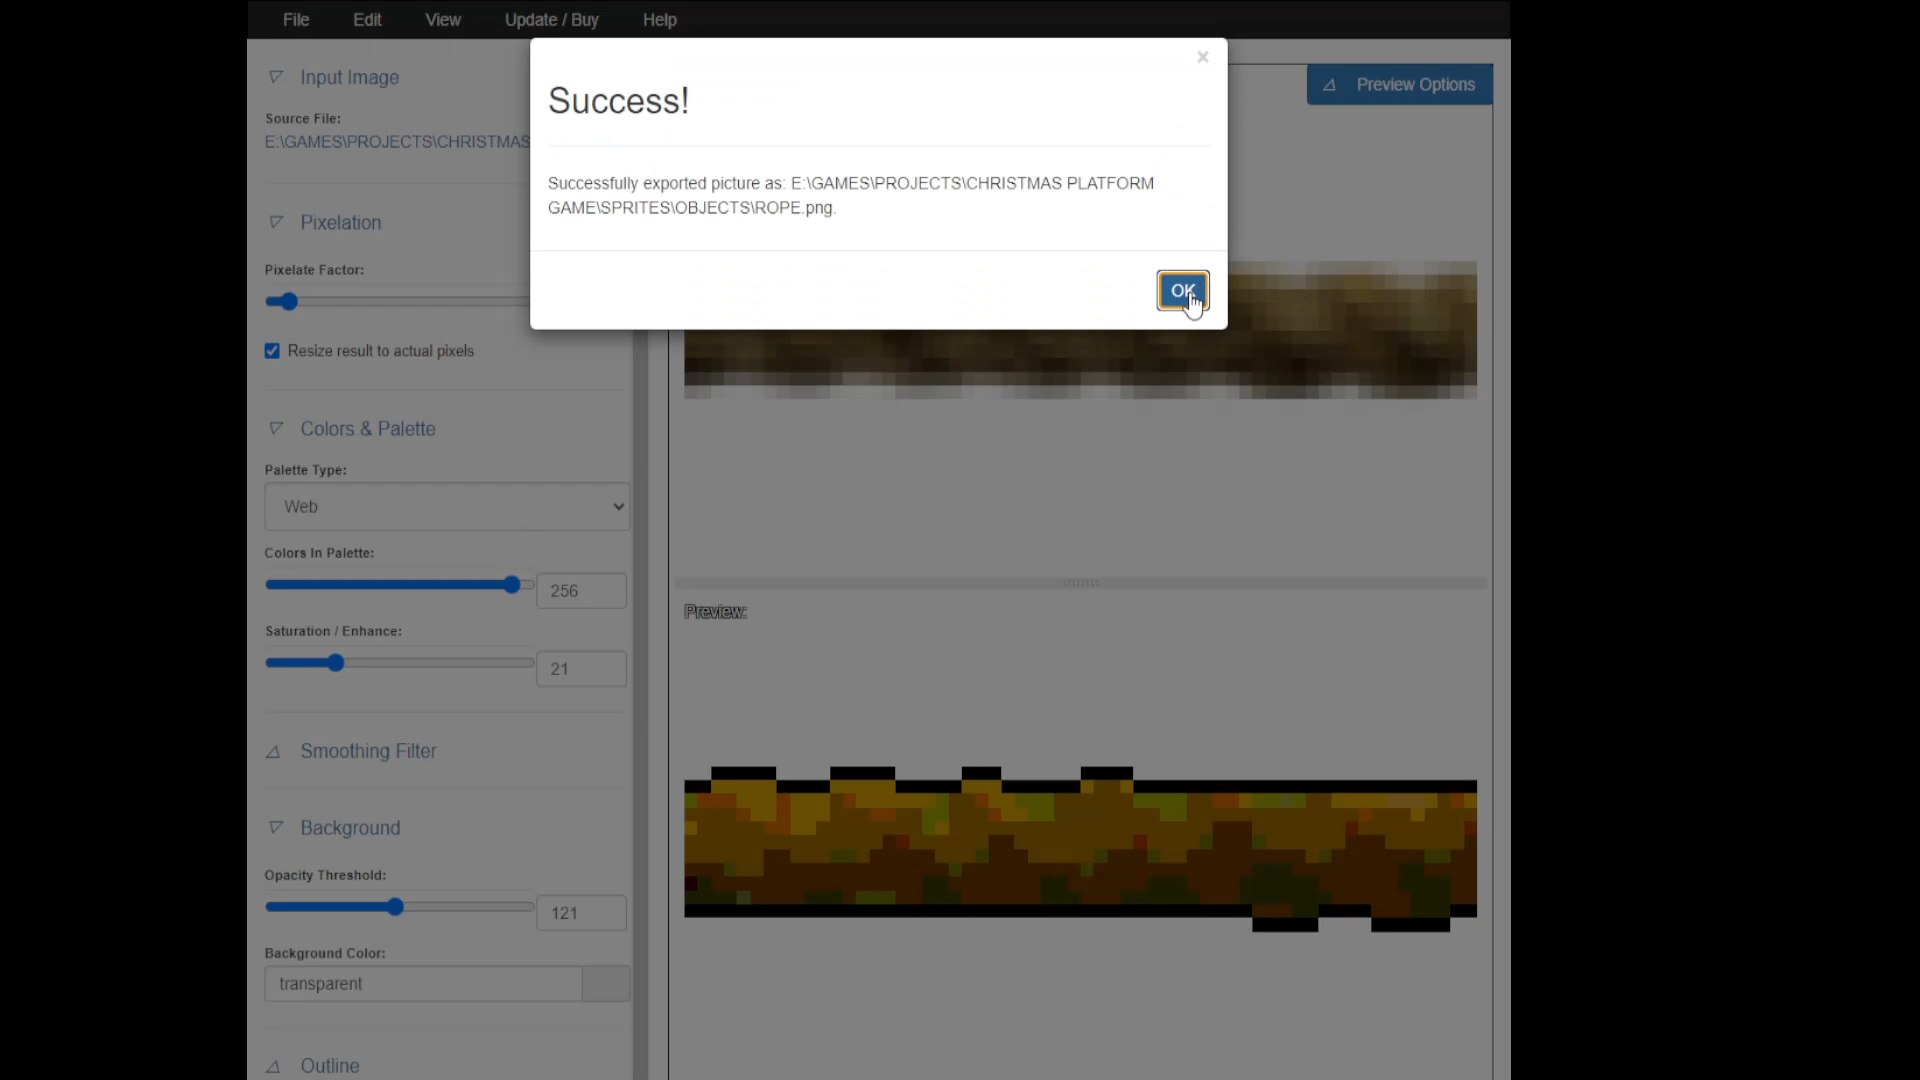 File Edit View Update / Buy Help
Input Image
Source File:
E:\GAMES\PROJECTS\CHRISTMAS
Pixelation
Pixelate Factor:
Resize result to actual pixels
Colors & Palette
Palette Type:
Web
Colors In Palette:
256
Saturation / Enhance:
21
Smoothing Filter
Background
Opacity Threshold:
121
Background Color:
transparent
Outline
×
Success!
Successfully exported picture as: E:\GAMES\PROJECTS\CHRISTMAS PLATFORM
GAME\SPRITES\OBJECTS\ROPE.png.
OK
Preview Options
Preview: